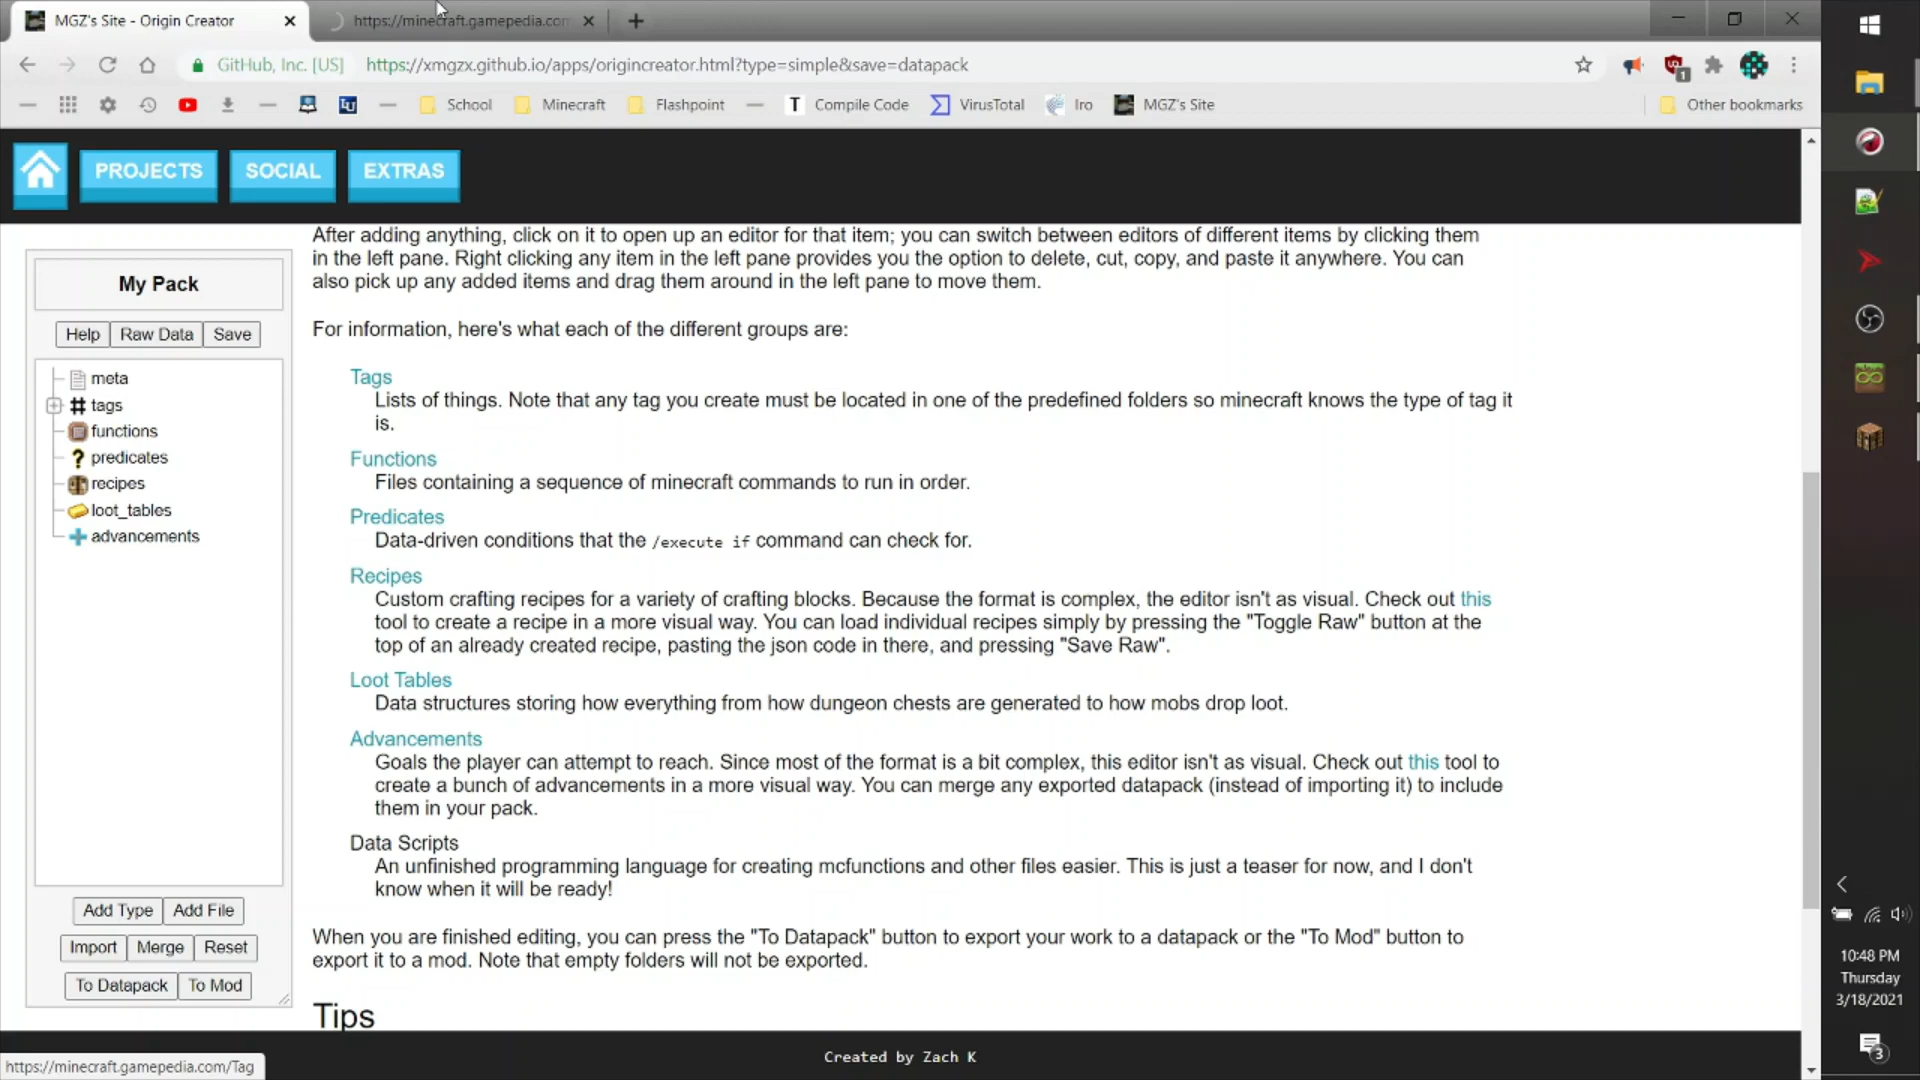 MGZ's Site - Origin Creator
https://minecraft.gamepedia.com
GitHub, Inc. [US]
https://xmgzx.github.io/apps/origincreator.html?type=simple&save=datapack
1
School
Minecraft
Flashpoint
T Compile Code
VirusTotal
Iro
MGZ's Site
Other bookmarks
PROJECTS
SOCIAL
EXTRAS
My Pack
Help
Raw Data
Save
meta
tags
functions
predicates
recipes
loot_tables
advancements
Add Type
Add File
Import
Merge
Reset
To Datapack
To Mod
After adding anything, click on it to open up an editor for that item; you can switch between editors of different items by clicking them
in the left pane. Right clicking any item in the left pane provides you the option to delete, cut, copy, and paste it anywhere. You can
also pick up any added items and drag them around in the left pane to move them.
For information, here's what each of the different groups are:
Tags
Lists of things. Note that any tag you create must be located in one of the predefined folders so minecraft knows the type of tag it
is.
Functions
Files containing a sequence of minecraft commands to run in order.
Predicates
Data-driven conditions that the /execute if command can check for.
Recipes
Custom crafting recipes for a variety of crafting blocks. Because the format is complex, the editor isn't as visual. Check out this
tool to create a recipe in a more visual way. You can load individual recipes simply by pressing the "Toggle Raw" button at the
top of an already created recipe, pasting the json code in there, and pressing "Save Raw".
Loot Tables
Data structures storing how everything from how dungeon chests are generated to how mobs drop loot.
Advancements
Goals the player can attempt to reach. Since most of the format is a bit complex, this editor isn't as visual. Check out this tool to
create a bunch of advancements in a more visual way. You can merge any exported datapack (instead of importing it) to include
them in your pack.
Data Scripts
An unfinished programming language for creating mcfunctions and other files easier. This is just a teaser for now, and I don't
know when it will be ready!
When you are finished editing, you can press the "To Datapack" button to export your work to a datapack or the "To Mod" button to
export it to a mod. Note that empty folders will not be exported.
Tips
Created by Zach K
https://minecraft.gamepedia.com/Tag
10:48 PM
Thursday
3/18/2021
3